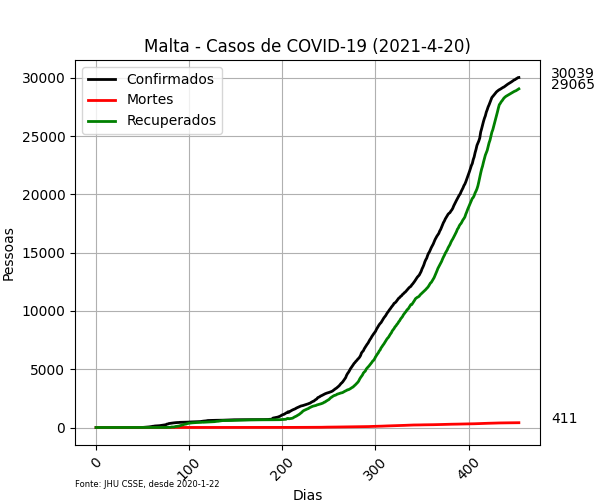 Malta - Casos de COVID-19 (2021-4-20)
Confirmados
Mortes
Recuperados
30039
29065
411
30000
25000
20000
15000
10000
5000
0
Pessoas
0
100
200
300
400
Dias
Fonte: JHU CSSE, desde 2020-1-22